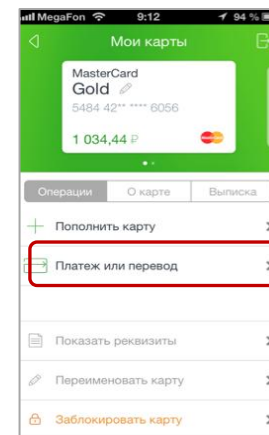 MegaFon 9:12 94 %
Мои карты
MasterCard
Gold
5484 42** **** 6056
1 034,44 ₽
Операции О карте Выписка
Пополнить карту
Платеж или перевод
Показать реквизиты
Переименовать карту
Заблокировать карту